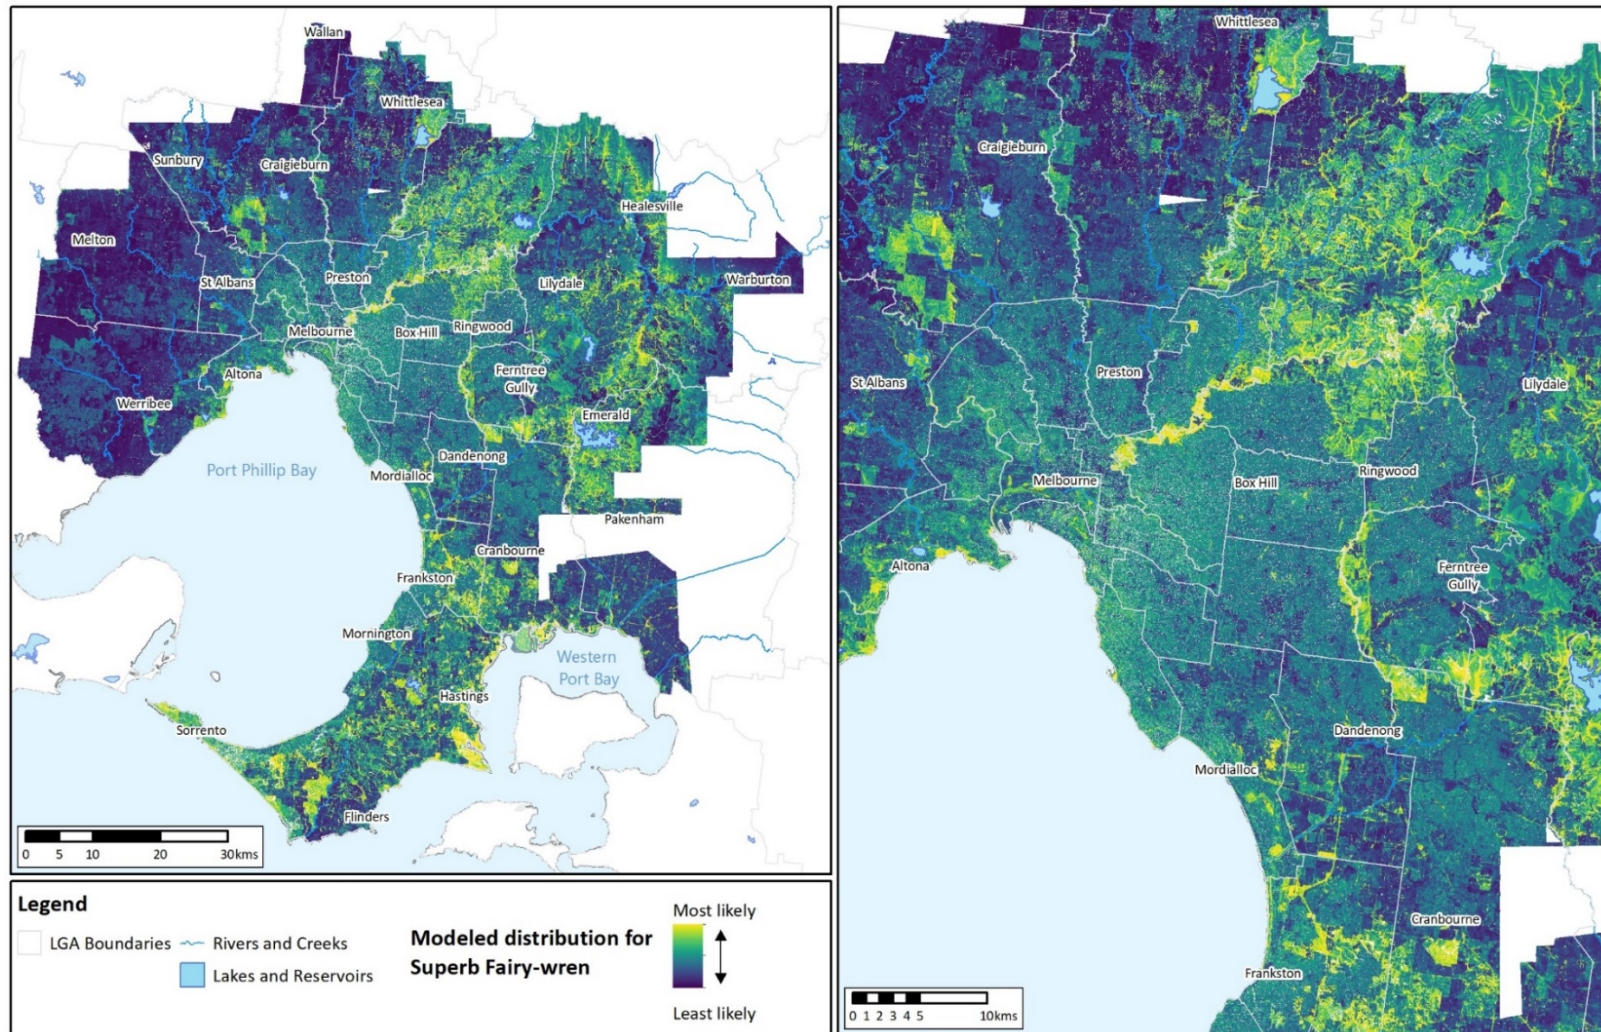 Wallan
Whittlesea
Sunbury
Craigieburn
Healesville
Melton
St Albans
Preston
Lilydale
Warburton
Melbourne
Box Hill
Ringwood
Altona
Ferntree
Gully
Werribee
Emerald
Port Phillip Bay
Dandenong
Mordialloc
Pakenham
Cranbourne
Frankston
Mornington
Western
Port Bay
Hastings
Sorrento
Flinders
0 5 10 20 30kms
Whittlesea
Craigieburn
St Albans
Preston
Lilydale
Ringwood
Melbourne
Box Hill
Altona
Ferntree
Gully
Dandenong
Mordialloc
Cranbourne
Frankston
0 1 2 3 4 5 10kms
Legend
LGA Boundaries
Rivers and Creeks
Lakes and Reservoirs
Modeled distribution for
Superb Fairy-wren
Most likely
Least likely